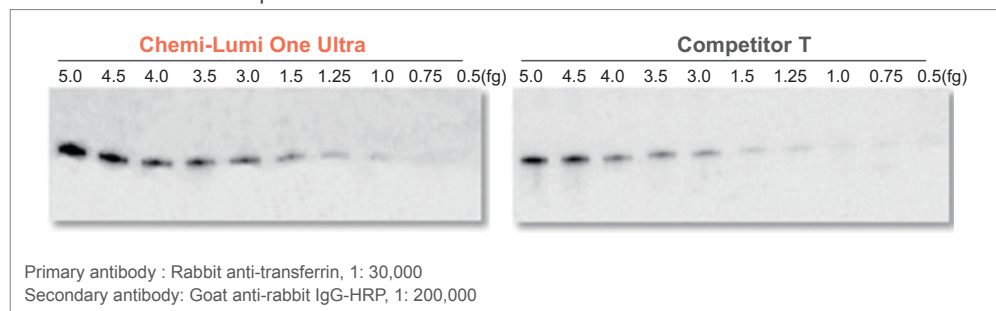 Chemi-Lumi One Ultra
5.0 4.5 4.0 3.5 3.0 1.5 1.25 1.0 0.75 0.5(fg)
Competitor T
5.0 4.5 4.0 3.5 3.0 1.5 1.25 1.0 0.75 0.5(fg)
Primary antibody : Rabbit anti-transferrin, 1: 30,000
Secondary antibody: Goat anti-rabbit IgG-HRP, 1: 200,000